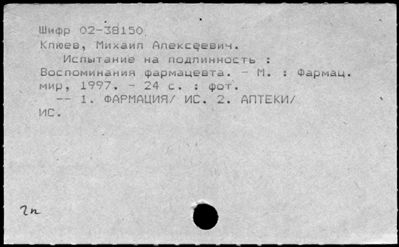 Шифр 02-38150
Клюев, Михаил Алексеевич.
Испытание на подлинность :
Воспоминания фармацевта. - М. : Фармац.
мир, 1997. - 24 с. : фот.
-- 1. ФАРМАЦИЯ/ ИС. 2. АПТЕКИ/
ИС.
2п